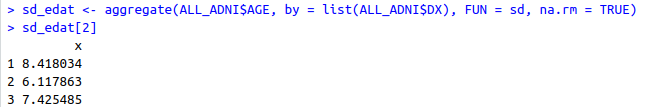 > sd_edat <- aggregate(ALL_ADNI$AGE, by = list(ALL_ADNI$DX), FUN = sd, na.rm = TRUE)
> sd_edat[2]
x
1 8.418034
2 6.117863
3 7.425485